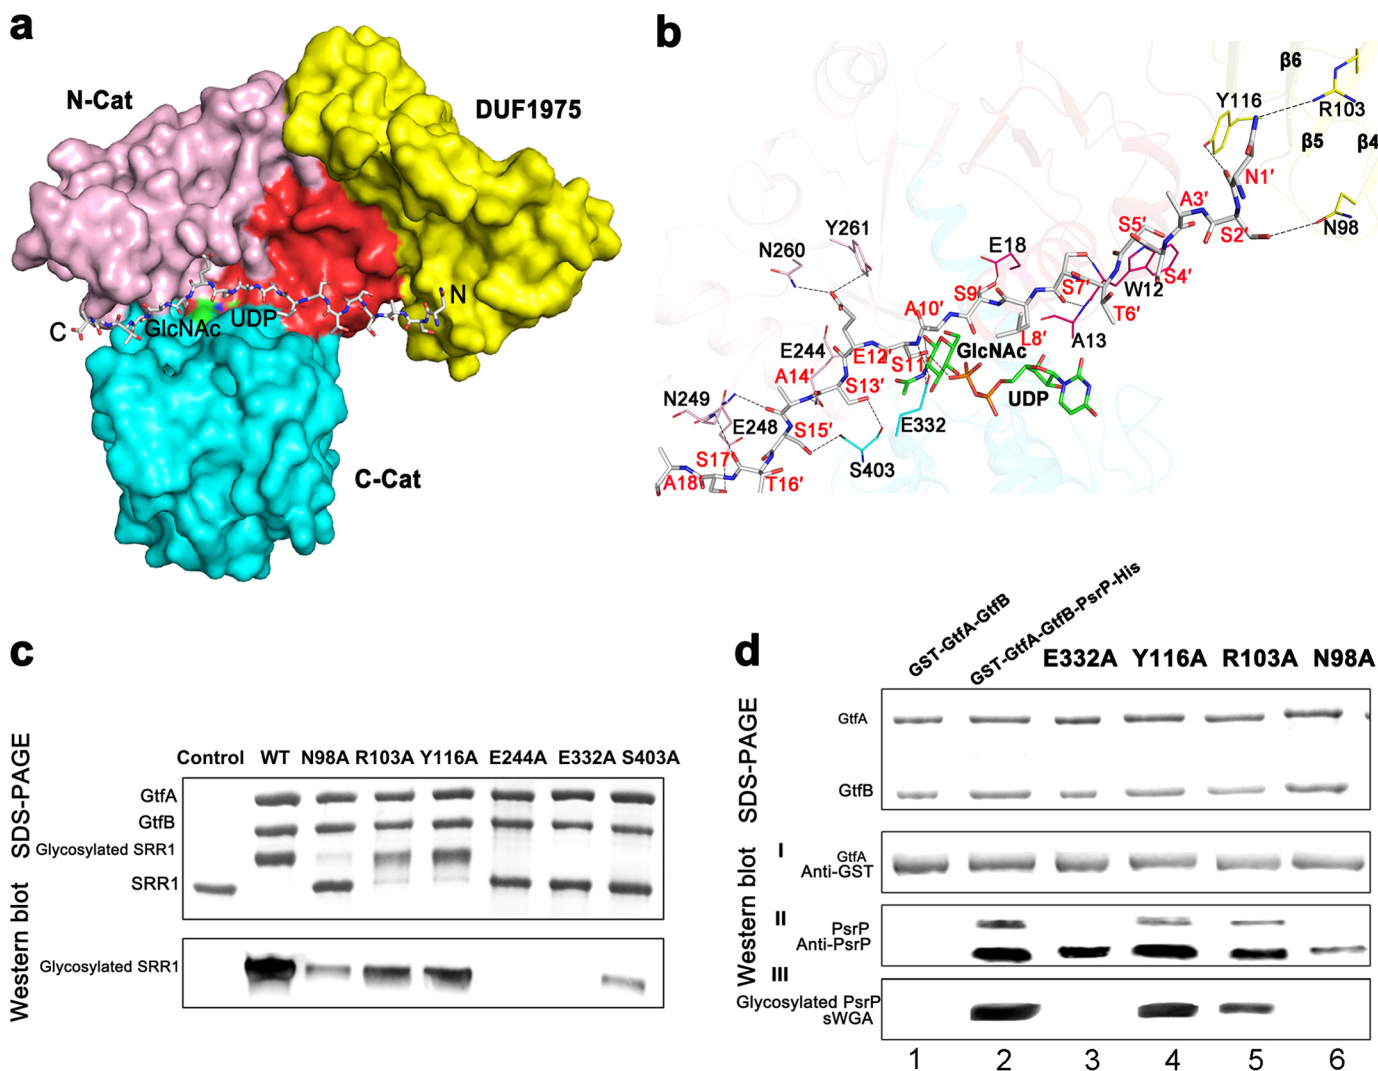 a
N-Cat
DUF1975
N
C
GlcNAc
UDP
C-Cat
b
β6
Y116
R103
β5
β4
N1'
A3'
S5'
S2'
N98
Y261
N260
E18
S4'
S9'
S7'
W12
A10'
T6'
L8'
A13
E244
E12'
S11'
GlcNAc
A14'
S13'
UDP
N249
E248
E332
S15'
S17'
S403
A18'
T16'
c
SDS-PAGE
Western blot
Control WT N98A R103A Y116A E244A E332A S403A
GtfA
GtfB
Glycosylated SRR1
SRR1
Glycosylated SRR1
d
SDS-PAGE
Western blot
GST-GtfA-GtfB
GST-GtfA-GtfB-PsrP-His
E332A Y116A R103A N98A
GtfA
GtfB
I
GtfA
Anti-GST
II
PsrP
Anti-PsrP
III
Glycosylated PsrP
sWGA
1 2 3 4 5 6